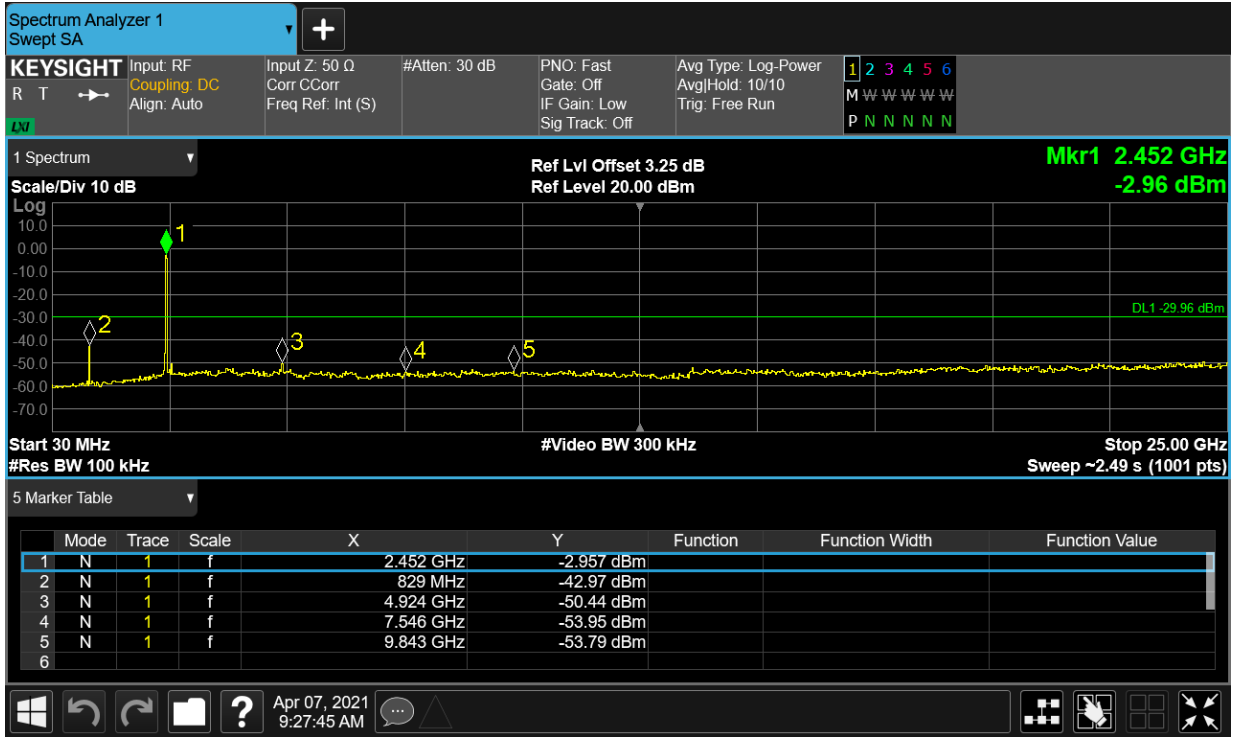 Spectrum Analyzer 1
Swept SA
KEYSIGHT
R T
LXI
Input: RF
Coupling: DC
Align: Auto
Input Z: 50 Ω
Corr CCorr
Freq Ref: Int (S)
#Atten: 30 dB
PNO: Fast
Gate: Off
IF Gain: Low
Sig Track: Off
Avg Type: Log-Power
Avg|Hold: 10/10
Trig: Free Run
1 2 3 4 5 6
M W W W W W
P N N N N N
1 Spectrum
Scale/Div 10 dB
Ref Lvl Offset 3.25 dB
Ref Level 20.00 dBm
Mkr1 2.452 GHz
-2.96 dBm
Log
10.0
0.00
-10.0
-20.0
-30.0
-40.0
-50.0
-60.0
-70.0
1
2
3
4
5
DL1 -29.96 dBm
Start 30 MHz
#Res BW 100 kHz
#Video BW 300 kHz
Stop 25.00 GHz
Sweep ~2.49 s (1001 pts)
5 Marker Table
Mode Trace Scale X Y Function Function Width Function Value
1 N 1 f 2.452 GHz -2.957 dBm
2 N 1 f 829 MHz -42.97 dBm
3 N 1 f 4.924 GHz -50.44 dBm
4 N 1 f 7.546 GHz -53.95 dBm
5 N 1 f 9.843 GHz -53.79 dBm
6
?
Apr 07, 2021
9:27:45 AM